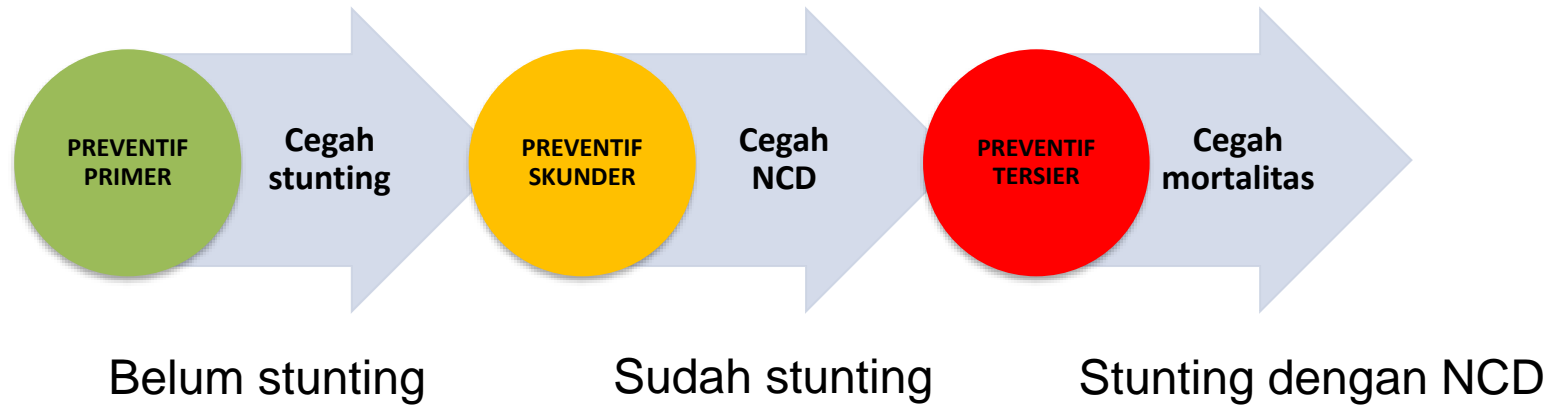 PREVENTIF
PRIMER
Cegah
stunting
PREVENTIF
SKUNDER
Cegah
NCD
PREVENTIF
TERSIER
Cegah
mortalitas
Belum stunting
Sudah stunting
Stunting dengan NCD